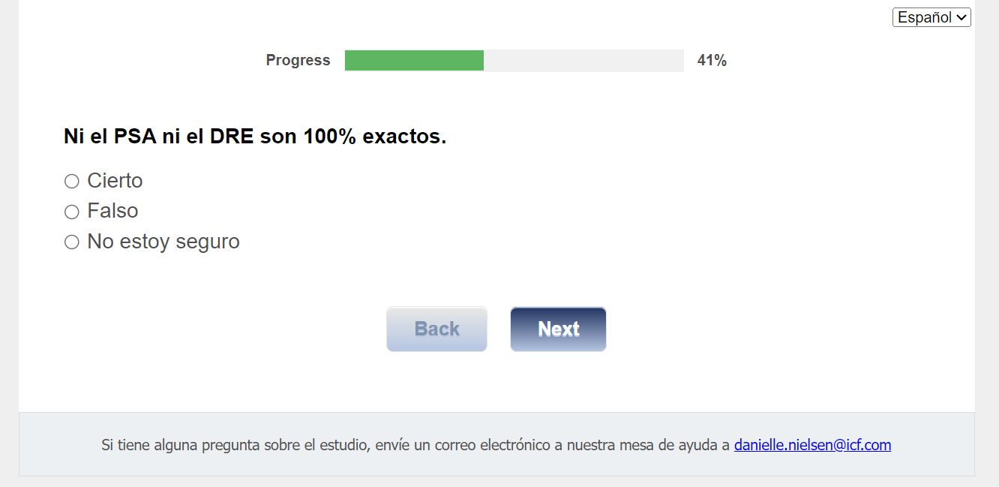 Español
Progress 41%
Ni el PSA ni el DRE son 100% exactos.
Cierto
Falso
No estoy seguro
Back Next
Si tiene alguna pregunta sobre el estudio, envíe un correo electrónico a nuestra mesa de ayuda a danielle.nielsen@icf.com